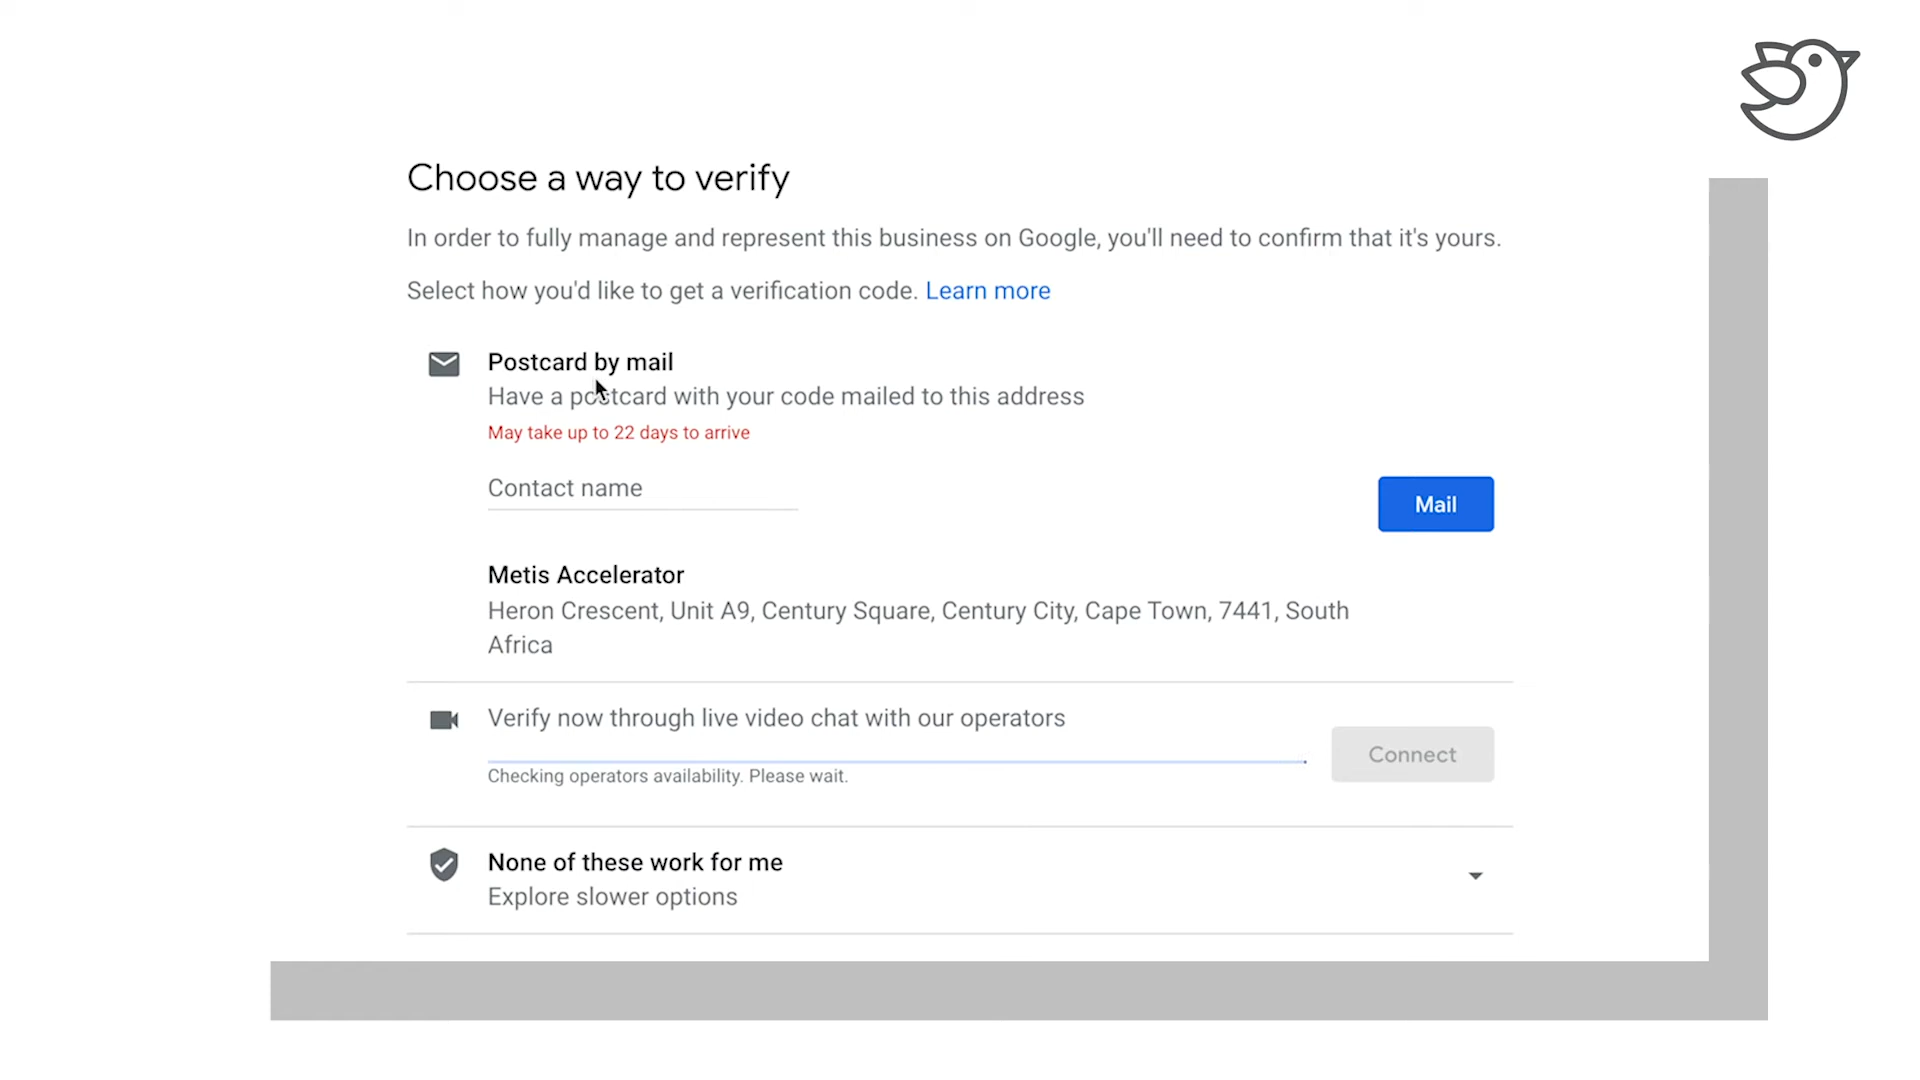 Choose a way to verify
In order to fully manage and represent this business on Google, you'll need to confirm that it's yours.
Select how you'd like to get a verification code. Learn more
Postcard by mail
Have a postcard with your code mailed to this address
May take up to 22 days to arrive
Contact name
Mail
Metis Accelerator
Heron Crescent, Unit A9, Century Square, Century City, Cape Town, 7441, South
Africa
Verify now through live video chat with our operators
Connect
Checking operators availability. Please wait.
None of these work for me
Explore slower options